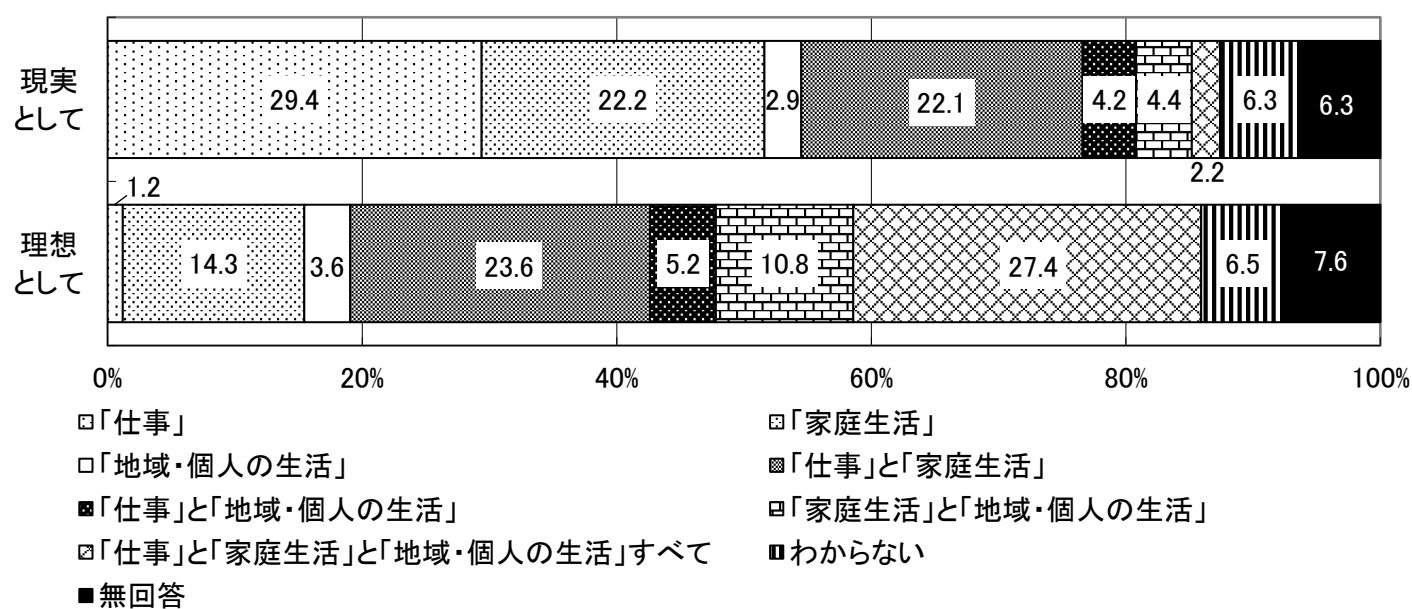 現実
として
29.4
22.2
2.9
22.1
4.2
4.4
6.3
6.3
2.2
1.2
理想
として
14.3
3.6
23.6
5.2
10.8
27.4
6.5
7.6
0%
20%
40%
60%
80%
100%
「仕事」
「家庭生活」
「地域・個人の生活」
「仕事」と「家庭生活」
「仕事」と「地域・個人の生活」
「家庭生活」と「地域・個人の生活」
「仕事」と「家庭生活」と「地域・個人の生活」すべて
わからない
無回答